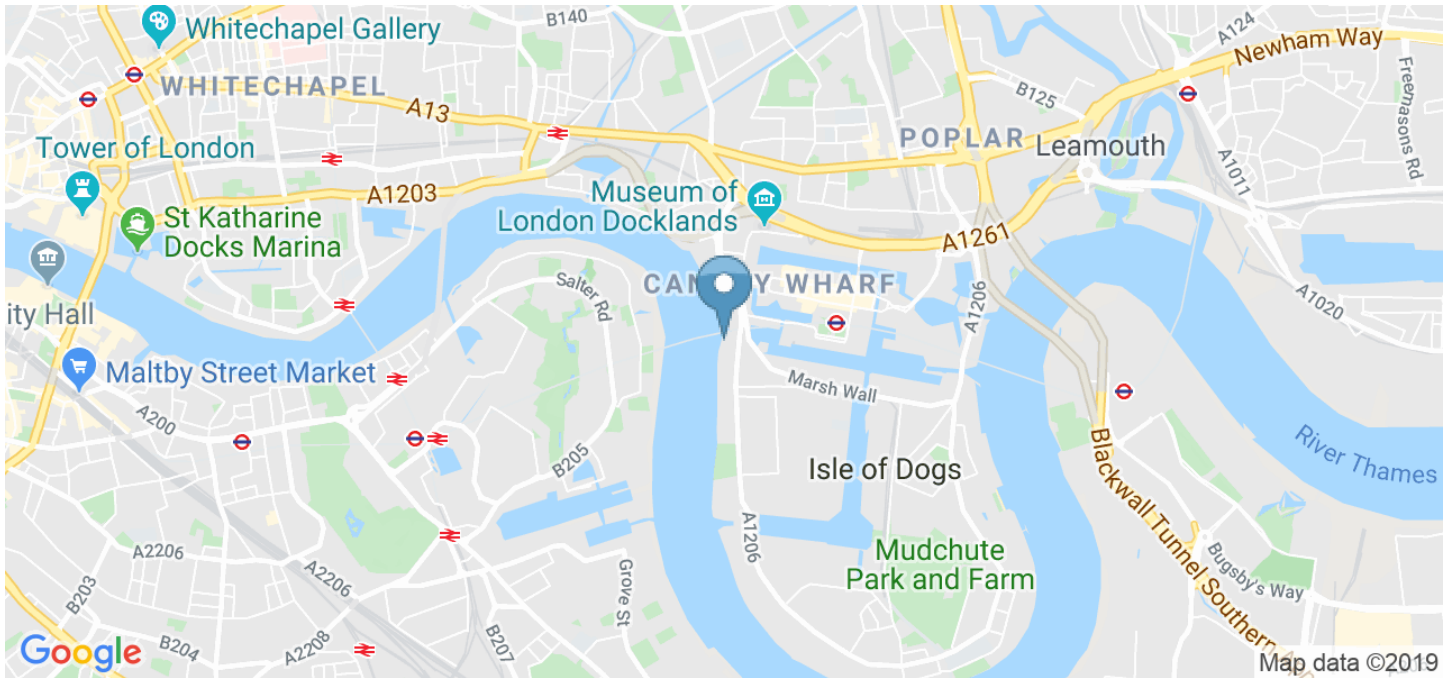 B140
A124
Whitechapel Gallery
Newham Way
WHITECHAPEL
Freemasons Rd
A13
B125
POPLAR
Leamouth
Tower of London
A1011
A1203
Museum of
London Docklands
St Katharine
Docks Marina
A1261
CAN Y WHARF
Salter Rd
A1206
A1020
ity Hall
Maltby Street Market
Marsh Wall
A200
River Thames
B205
Isle of Dogs
Blackwall Tunnel Southern
A1206
A2206
A2206
Mudchute
Park and Farm
Bugsby's Way
B203
Grove St
B204
A2208
B207
Google
Map data ©2019